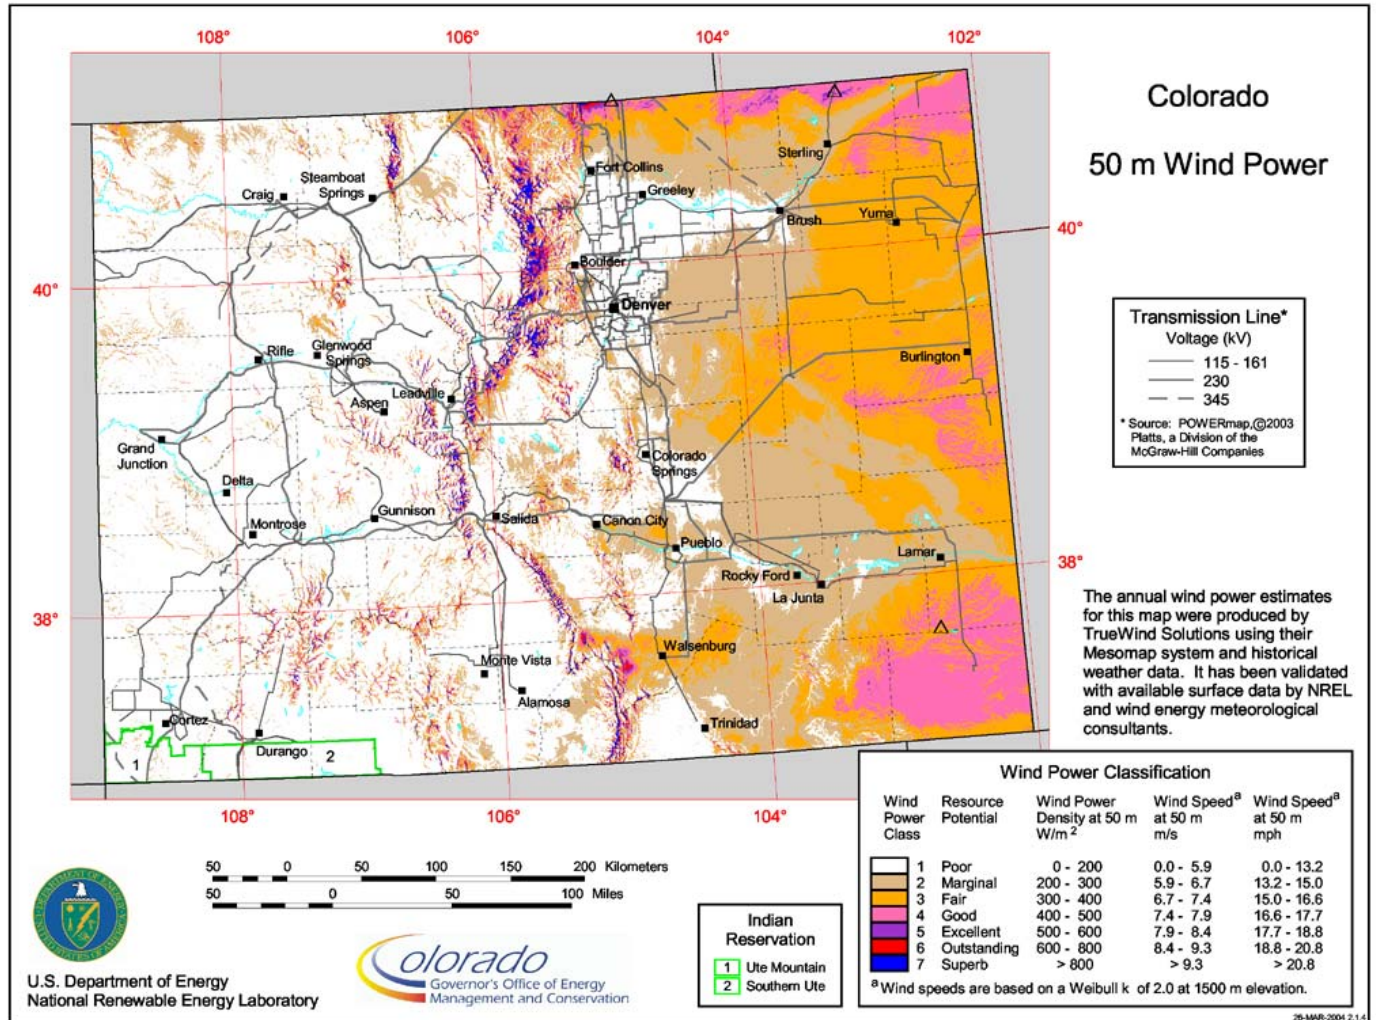 108°
106°
104°
102°
Colorado
50 m Wind Power
Fort Collins
Sterling
Steamboat
Springs
Craig
Greeley
Brush
Yuma
40°
Boulder
40°
Denver
Transmission Line*
Voltage (kV)
115 - 161
230
345
* Source: POWERmap,©2003
Platts, a Division of the
McGraw-Hill Companies
Rifle
Glenwood
Springs
Burlington
Leadville
Aspen
Grand
Junction
Colorado
Springs
Delta
Gunnison
Salida
Canon City
Montrose
Pueblo
Lamar
38°
Rocky Ford
La Junta
38°
The annual wind power estimates
for this map were produced by
TrueWind Solutions using their
Mesomap system and historical
weather data. It has been validated
with available surface data by NREL
and wind energy meteorological
consultants.
Walsenburg
Monte Vista
Alamosa
Cortez
Trinidad
Durango
1
2
108°
106°
104°
Wind Power Classification
Wind Power Class
Resource Potential
Wind Power Density at 50 m W/m 2
Wind Speed a at 50 m m/s
Wind Speed a at 50 m mph
1 Poor 0 - 200 0.0 - 5.9 0.0 - 13.2
2 Marginal 200 - 300 5.9 - 6.7 13.2 - 15.0
3 Fair 300 - 400 6.7 - 7.4 15.0 - 16.6
4 Good 400 - 500 7.4 - 7.9 16.6 - 17.7
5 Excellent 500 - 600 7.9 - 8.4 17.7 - 18.8
6 Outstanding 600 - 800 8.4 - 9.3 18.8 - 20.8
7 Superb > 800 > 9.3 > 20.8
a Wind speeds are based on a Weibull k of 2.0 at 1500 m elevation.
50 0 50 100 150 200 Kilometers
50 0 50 100 Miles
Indian
Reservation
1 Ute Mountain
2 Southern Ute
U.S. Department of Energy
National Renewable Energy Laboratory
Colorado
Governor's Office of Energy
Management and Conservation
26-MAR-2004 2.1.4